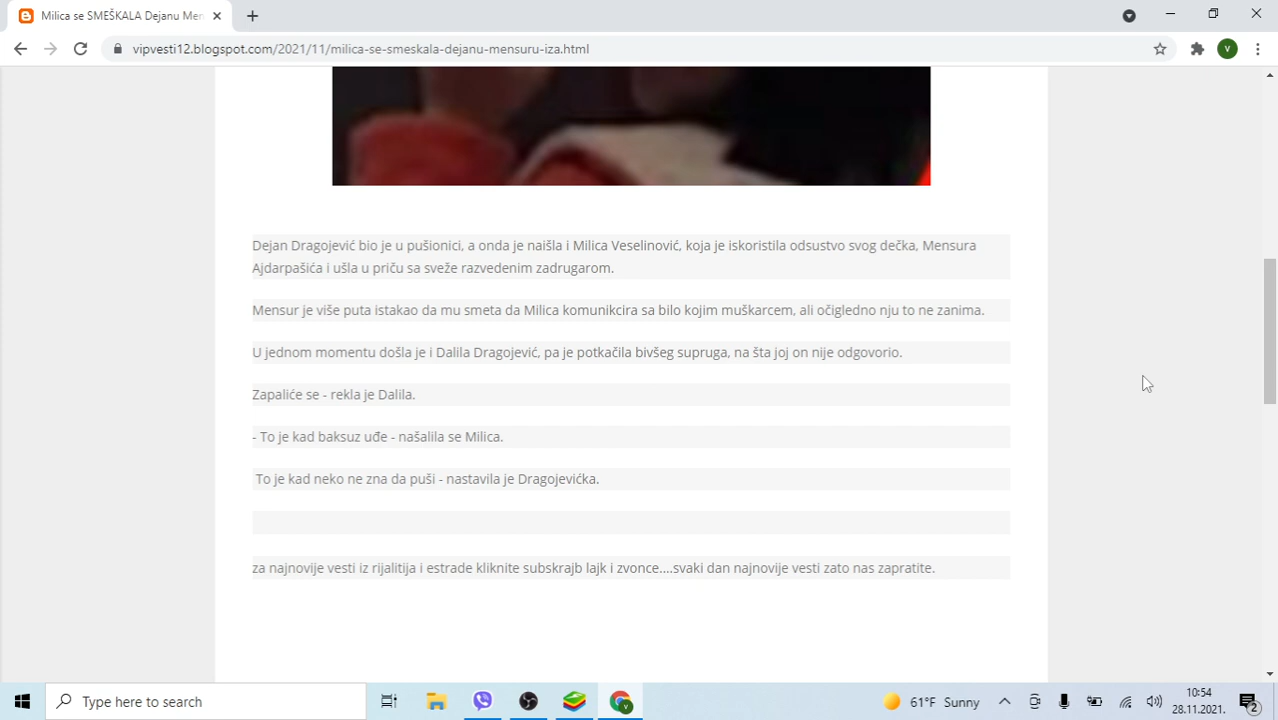 Milica se SMEŠKALA Dejanu Men
vipvesti12.blogspot.com/2021/11/milica-se-smeskala-dejanu-mensuru-iza.html
V
Dejan Dragojević bio je u pušionici, a onda je naišla i Milica Veselinović, koja je iskoristila odsustvo svog dečka, Mensura
Ajdarpašića i ušla u priču sa sveže razvedenim zadrugarom.
Mensur je više puta istakao da mu smeta da Milica komunikcira sa bilo kojim muškarcem, ali očigledno nju to ne zanima.
U jednom momentu došla je i Dalila Dragojević, pa je potkačila bivšeg supruga, na šta joj on nije odgovorio.
Zapaliće se - rekla je Dalila.
- To je kad baksuz uđe - našalila se Milica.
To je kad neko ne zna da puši - nastavila je Dragojevićka.
za najnovije vesti iz rijalitija i estrade kliknite subskrajb lajk i zvonce....svaki dan najnovije vesti zato nas zapratite.
Type here to search
61°F Sunny
10:54
28.11.2021.
2